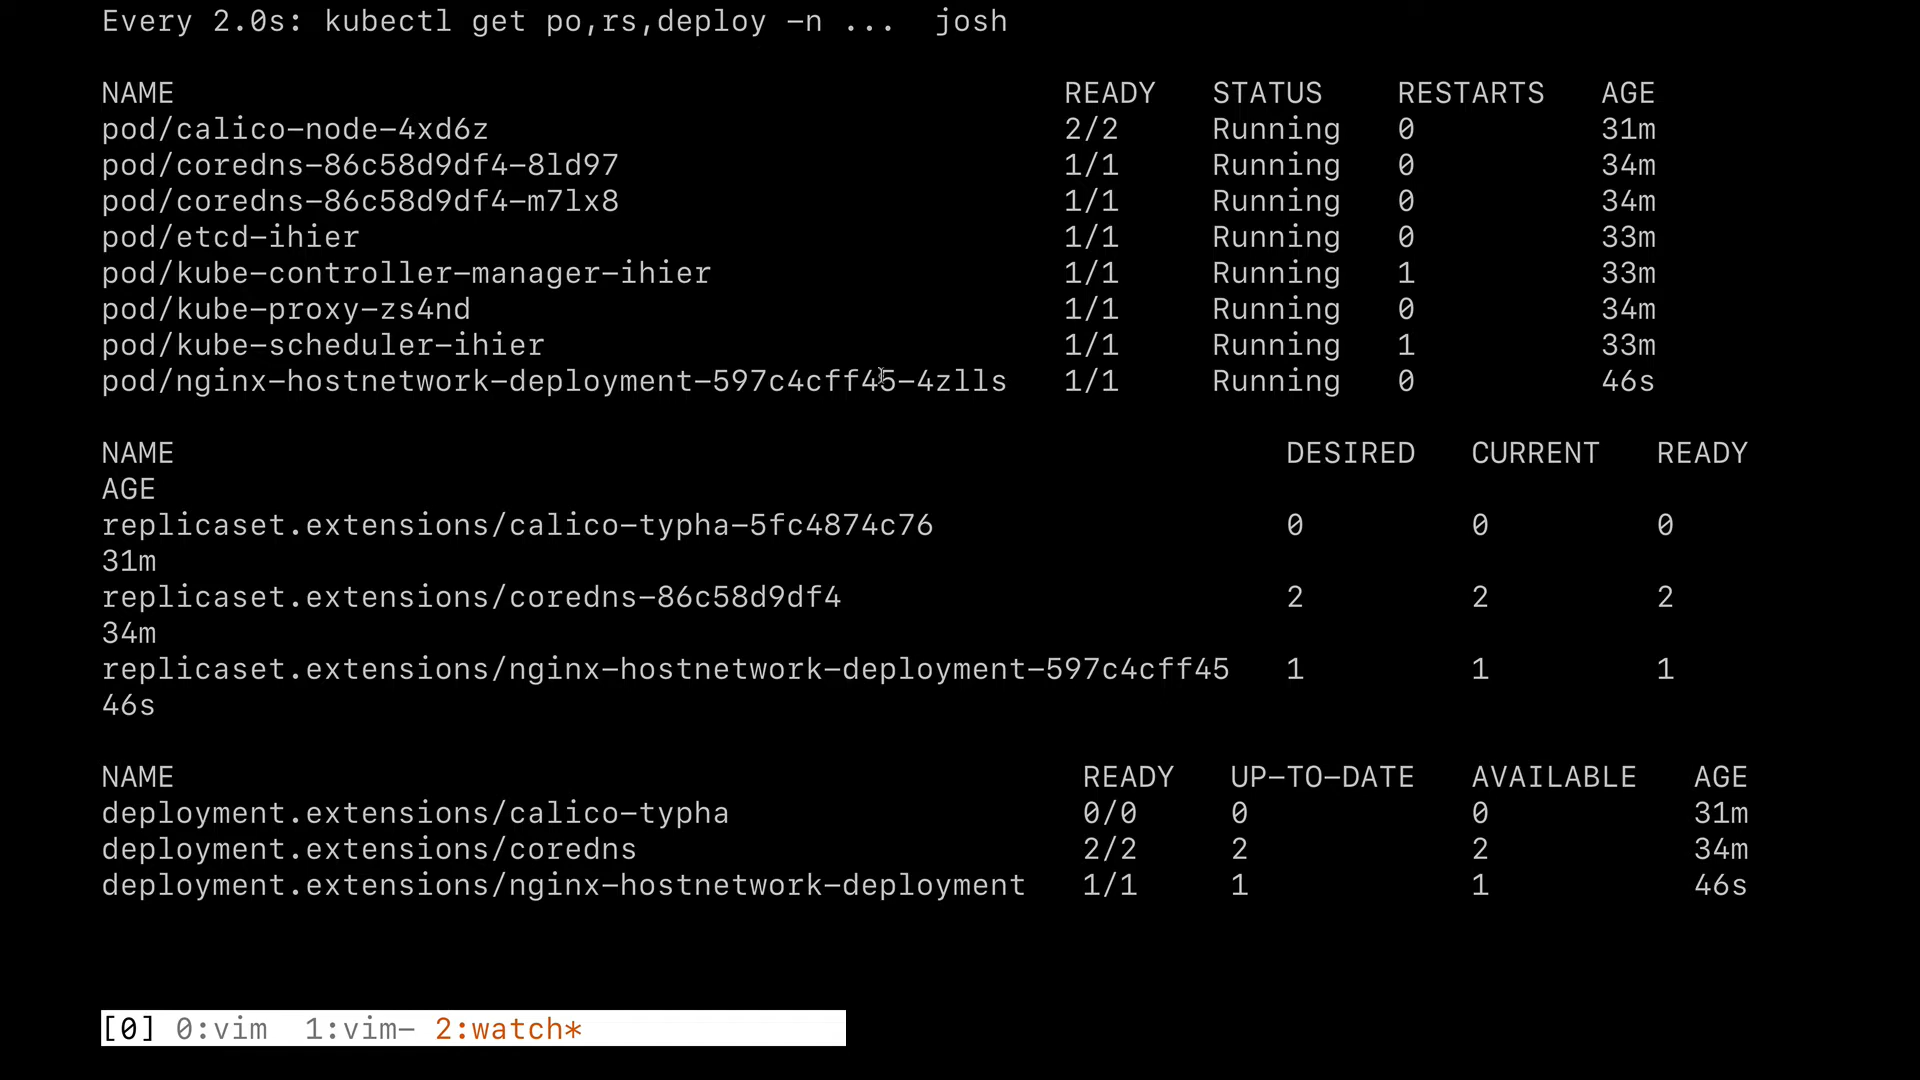 Every 2.0s: kubectl get po,rs,deploy -n ...  josh
NAME READY STATUS RESTARTS AGE
pod/calico-node-4xd6z 2/2 Running 0 31m
pod/coredns-86c58d9df4-8ld97 1/1 Running 0 34m
pod/coredns-86c58d9df4-m7lx8 1/1 Running 0 34m
pod/etcd-ihier 1/1 Running 0 33m
pod/kube-controller-manager-ihier 1/1 Running 1 33m
pod/kube-proxy-zs4nd 1/1 Running 0 34m
pod/kube-scheduler-ihier 1/1 Running 1 33m
pod/nginx-hostnetwork-deployment-597c4cff45-4zlls 1/1 Running 0 46s
NAME DESIRED CURRENT READY
AGE
replicaset.extensions/calico-typha-5fc4874c76 0 0 0
31m
replicaset.extensions/coredns-86c58d9df4 2 2 2
34m
replicaset.extensions/nginx-hostnetwork-deployment-597c4cff45 1 1 1
46s
NAME READY UP-TO-DATE AVAILABLE AGE
deployment.extensions/calico-typha 0/0 0 0 31m
deployment.extensions/coredns 2/2 2 2 34m
deployment.extensions/nginx-hostnetwork-deployment 1/1 1 1 46s
[0] 0:vim  1:vim- 2:watch*